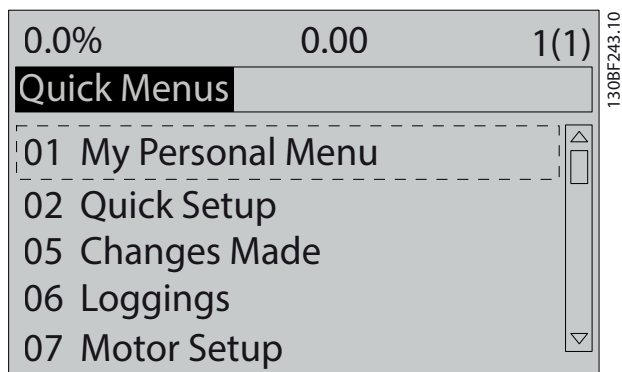 0.0% 0.00 1(1)
Quick Menus
01 My Personal Menu
02 Quick Setup
05 Changes Made
06 Loggings
07 Motor Setup
130BF243.10